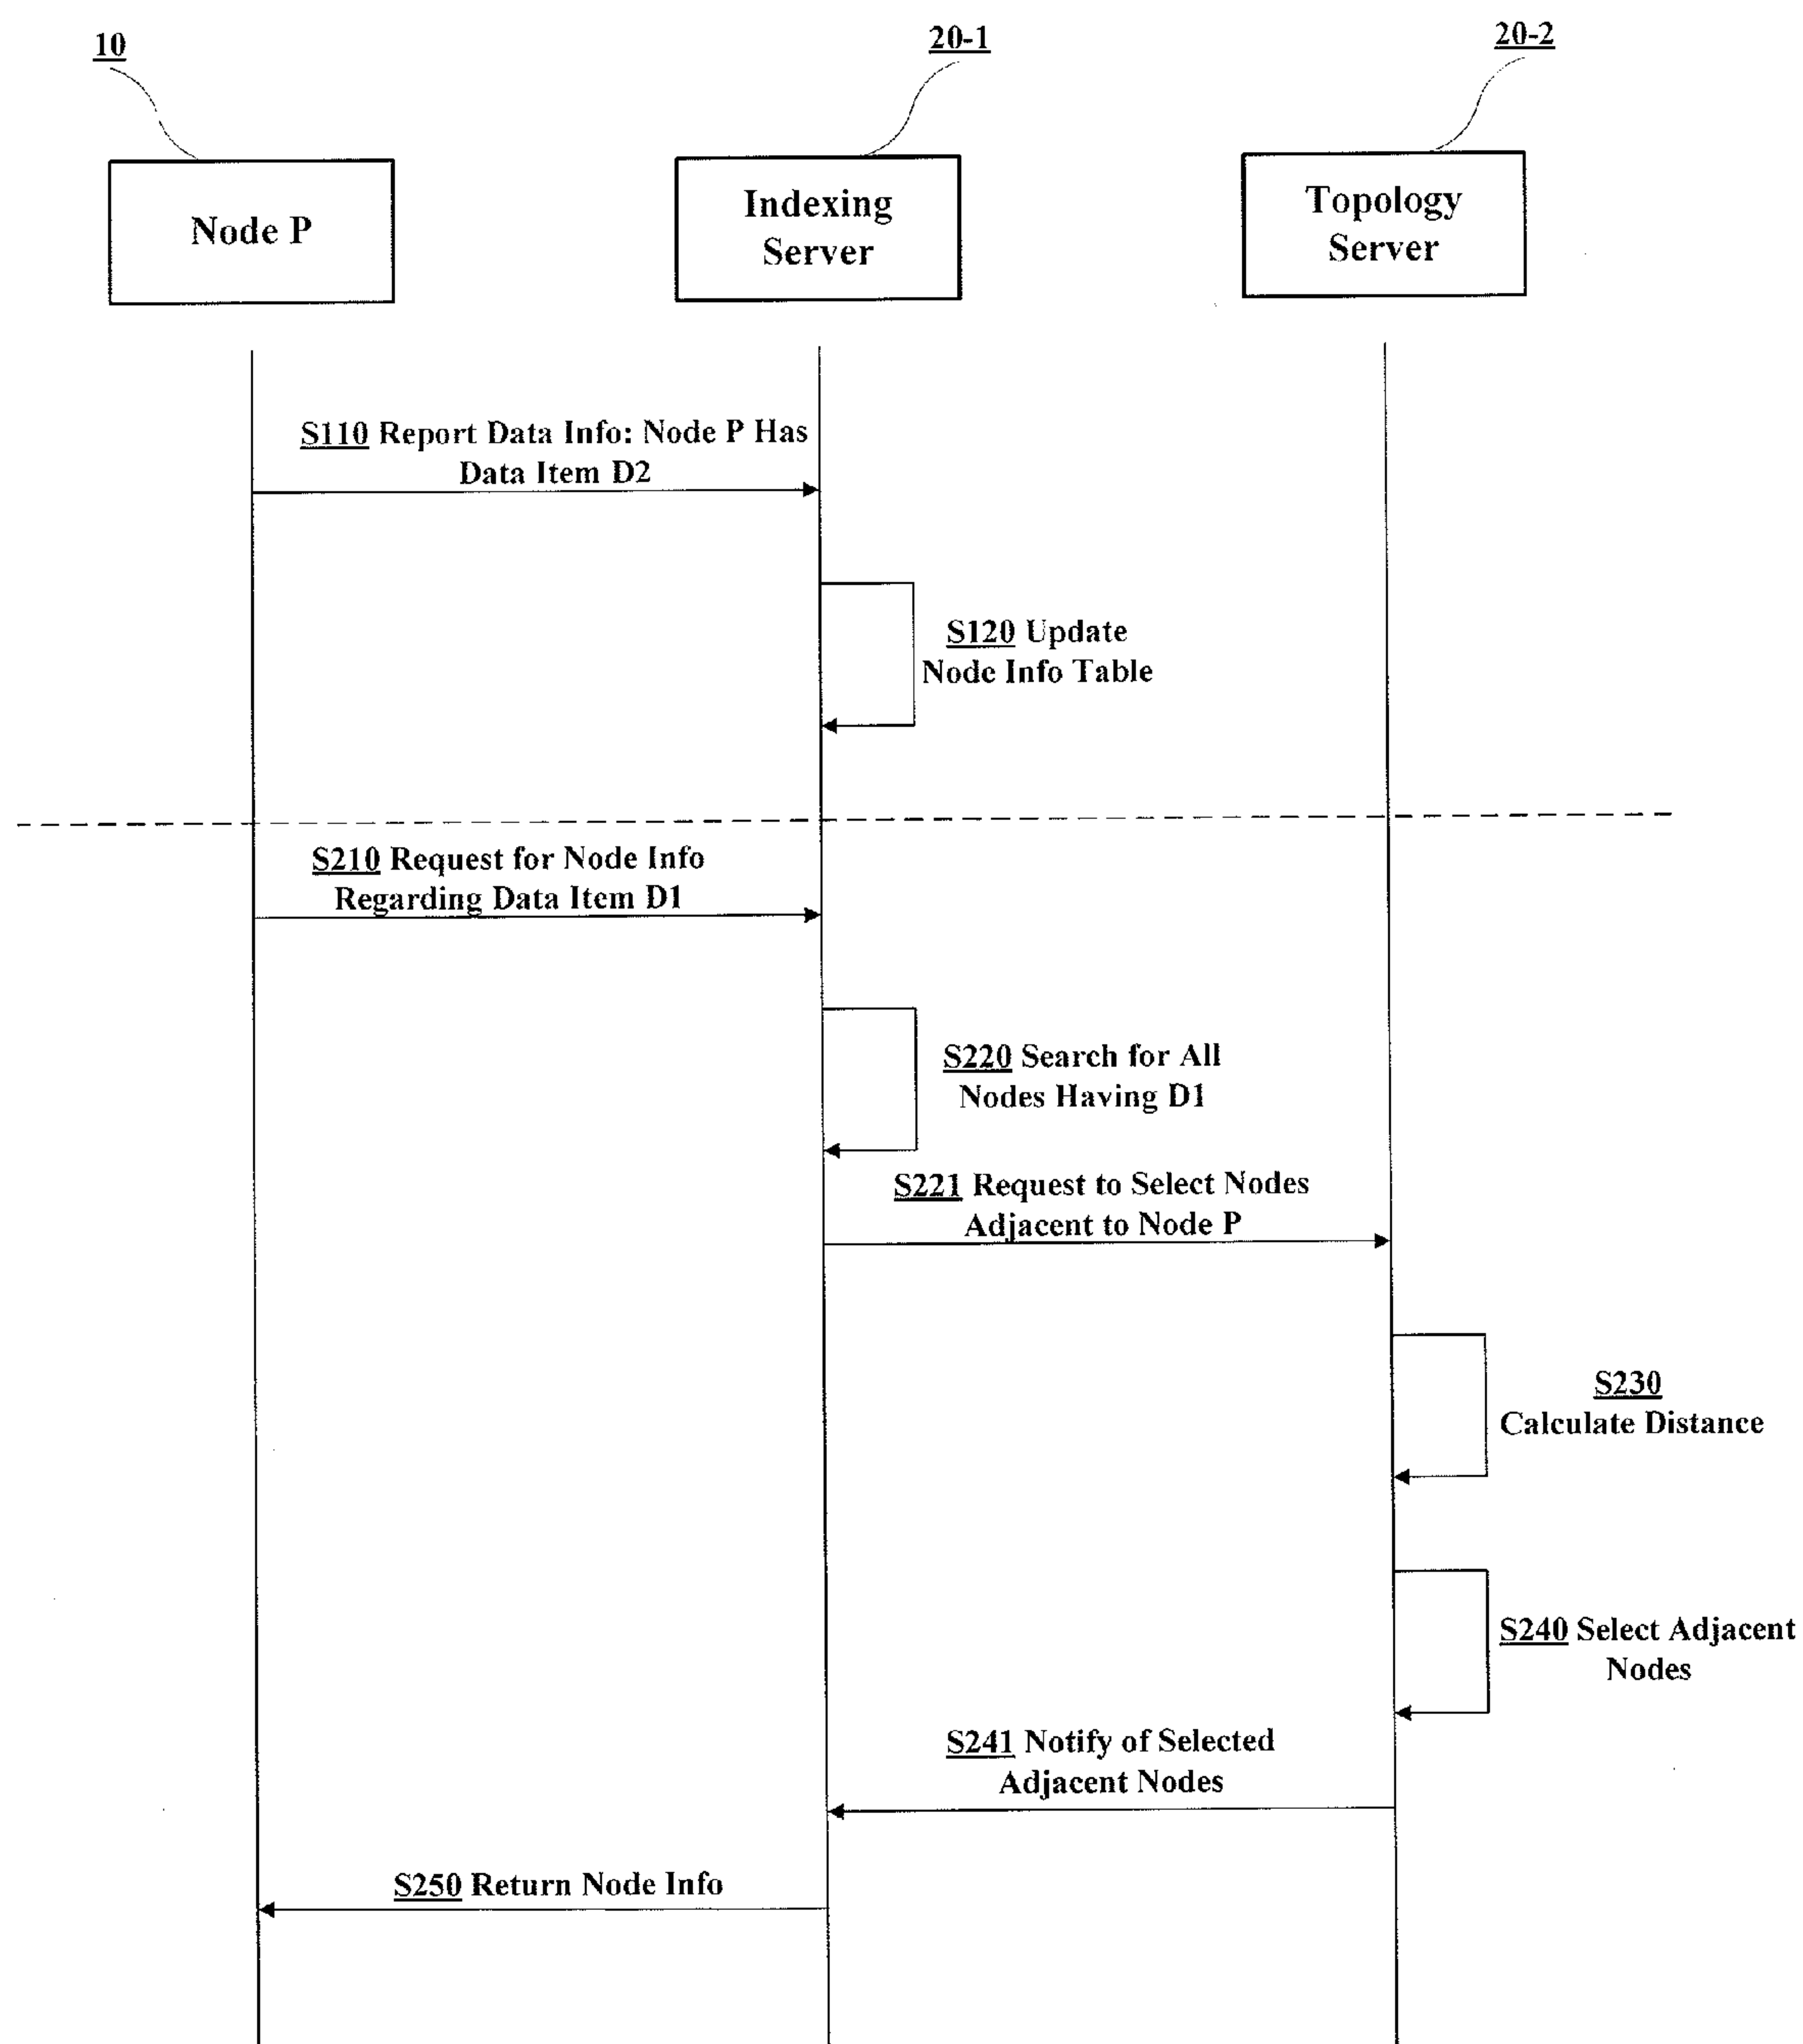 10
20-1
20-2
Node P
Indexing
Server
Topology
Server
S110 Report Data Info: Node P Has
Data Item D2
S120 Update
Node Info Table
S210 Request for Node Info
Regarding Data Item D1
S220 Search for All
Nodes Having D1
S221 Request to Select Nodes
Adjacent to Node P
S230
Calculate Distance
S240 Select Adjacent
Nodes
S241 Notify of Selected
Adjacent Nodes
S250 Return Node Info